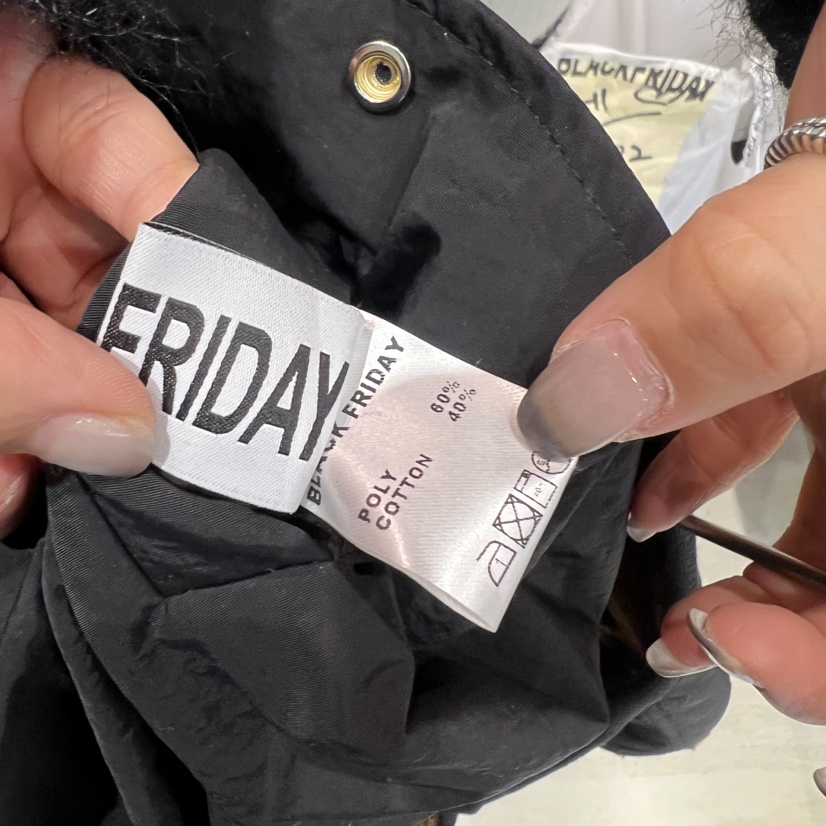 BLACKFRIDAY
FRIDAY
BLACK FRIDAY
POLY 60%
COTTON 40%